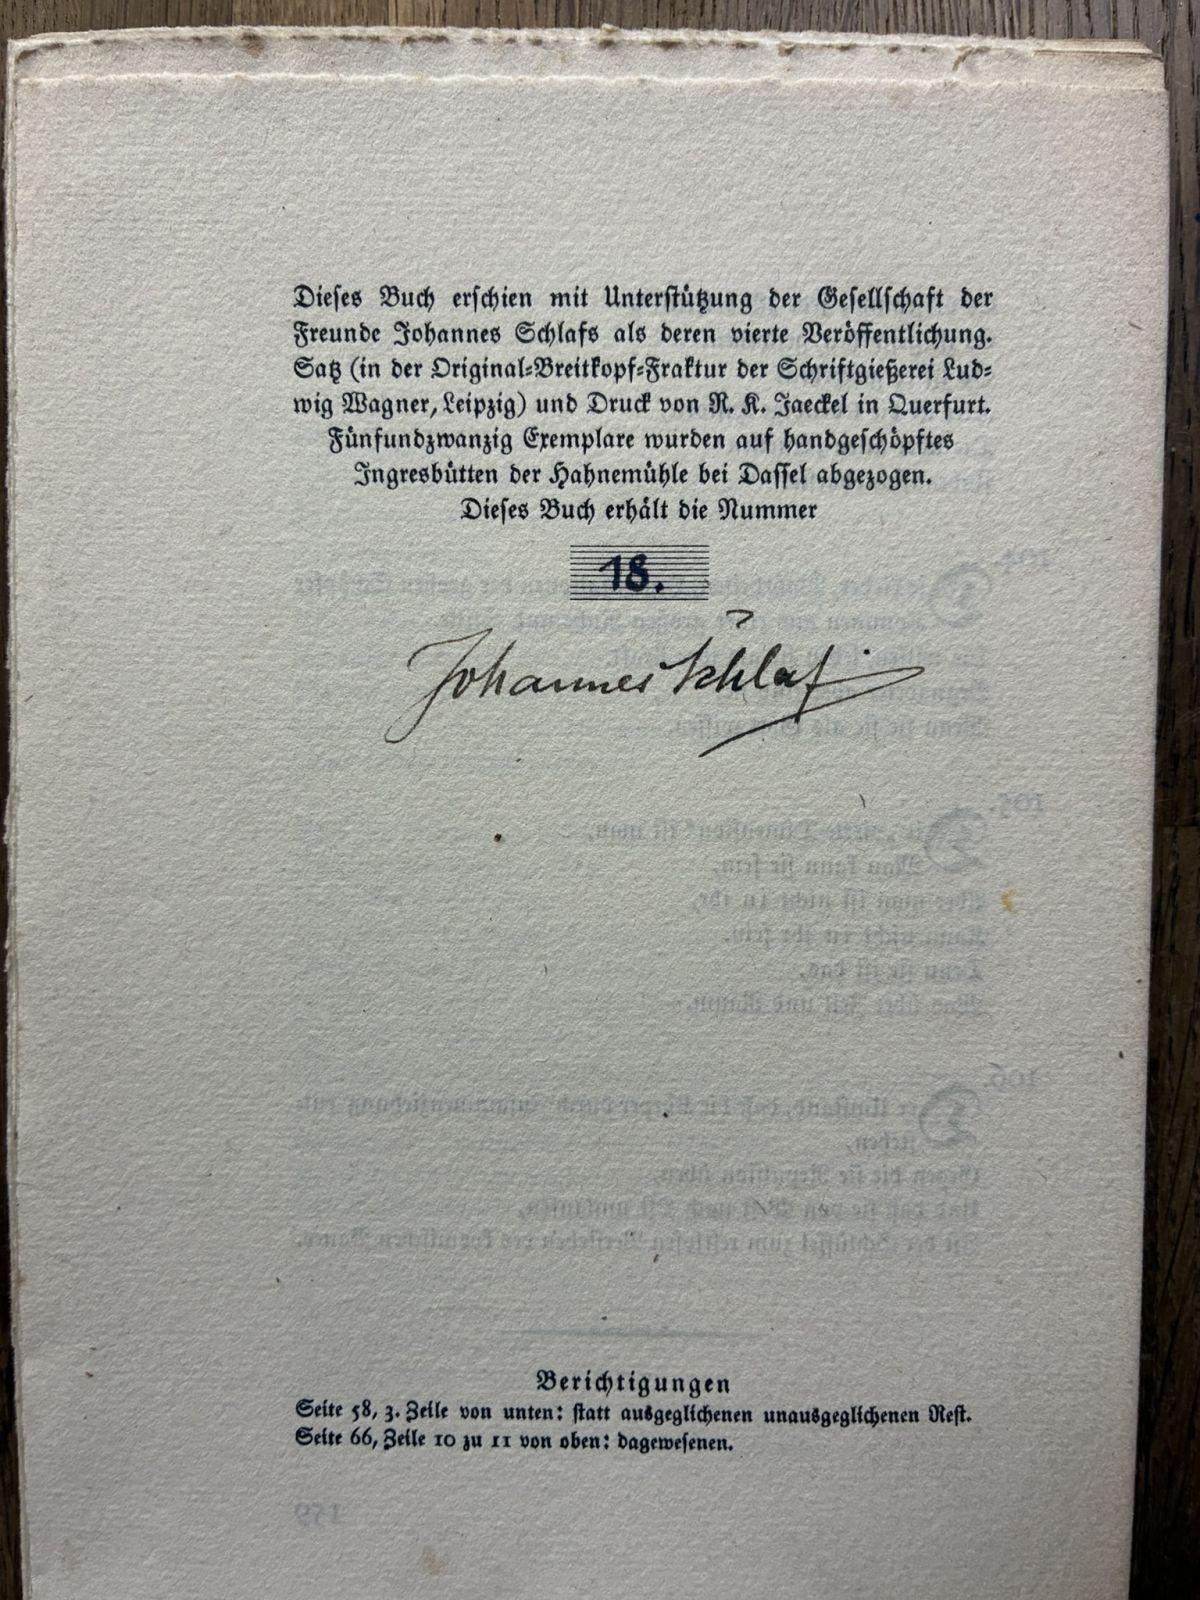 Dieses Buch erschien mit Unterstützung der Gesellschaft der
Freunde Johannes Schlafs als deren vierte Veröffentlichung.
Satz (in der Original-Breitkopf-Fraktur der Schriftgießerei Lud-
wig Wagner, Leipzig) und Druck von R. K. Jaeckel in Querfurt.
Fünfundzwanzig Exemplare wurden auf handgeschöpftes
Ingresbütten der Hahnemühle bei Dassel abgezogen.
Dieses Buch erhält die Nummer
18.
Johannes Schlaf.
Berichtigungen
Seite 58, 3. Zeile von unten: statt ausgeglichenen unausgeglichenen Rest.
Seite 66, Zeile 10 zu 11 von oben: dagewesenen.